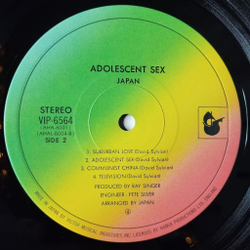 ADOLESCENT SEX
JAPAN
STEREO
VIP-6564
SIDE 2
1. SUBURBAN LOVE (David Sylvian)
2. ADOLESCENT SEX (David Sylvian)
3. COMMUNIST CHINA (David Sylvian)
4. TELEVISION (David Sylvian)
PRODUCED BY RAY SINGER
ENGINEER : PETE SILVER
ARRANGED BY JAPAN